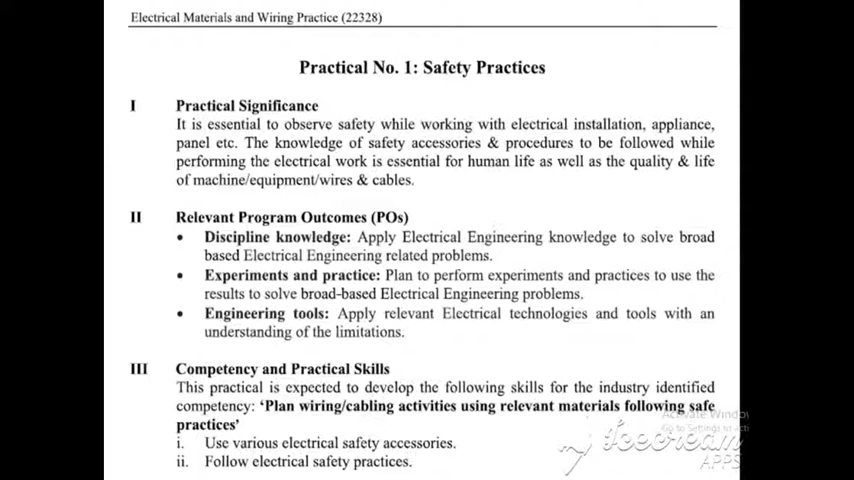 Electrical Materials and Wiring Practice (22328)
Practical No. 1: Safety Practices
I Practical Significance
It is essential to observe safety while working with electrical installation, appliance,
panel etc. The knowledge of safety accessories & procedures to be followed while
performing the electrical work is essential for human life as well as the quality & life
of machine/equipment/wires & cables.
II Relevant Program Outcomes (POs)
• Discipline knowledge: Apply Electrical Engineering knowledge to solve broad
based Electrical Engineering related problems.
• Experiments and practice: Plan to perform experiments and practices to use the
results to solve broad-based Electrical Engineering problems.
• Engineering tools: Apply relevant Electrical technologies and tools with an
understanding of the limitations.
III Competency and Practical Skills
This practical is expected to develop the following skills for the industry identified
competency: ‘Plan wiring/cabling activities using relevant materials following safe
practices’
i. Use various electrical safety accessories.
ii. Follow electrical safety practices.
Activate Window
Go to Settings to Acti
Icecream
APPS